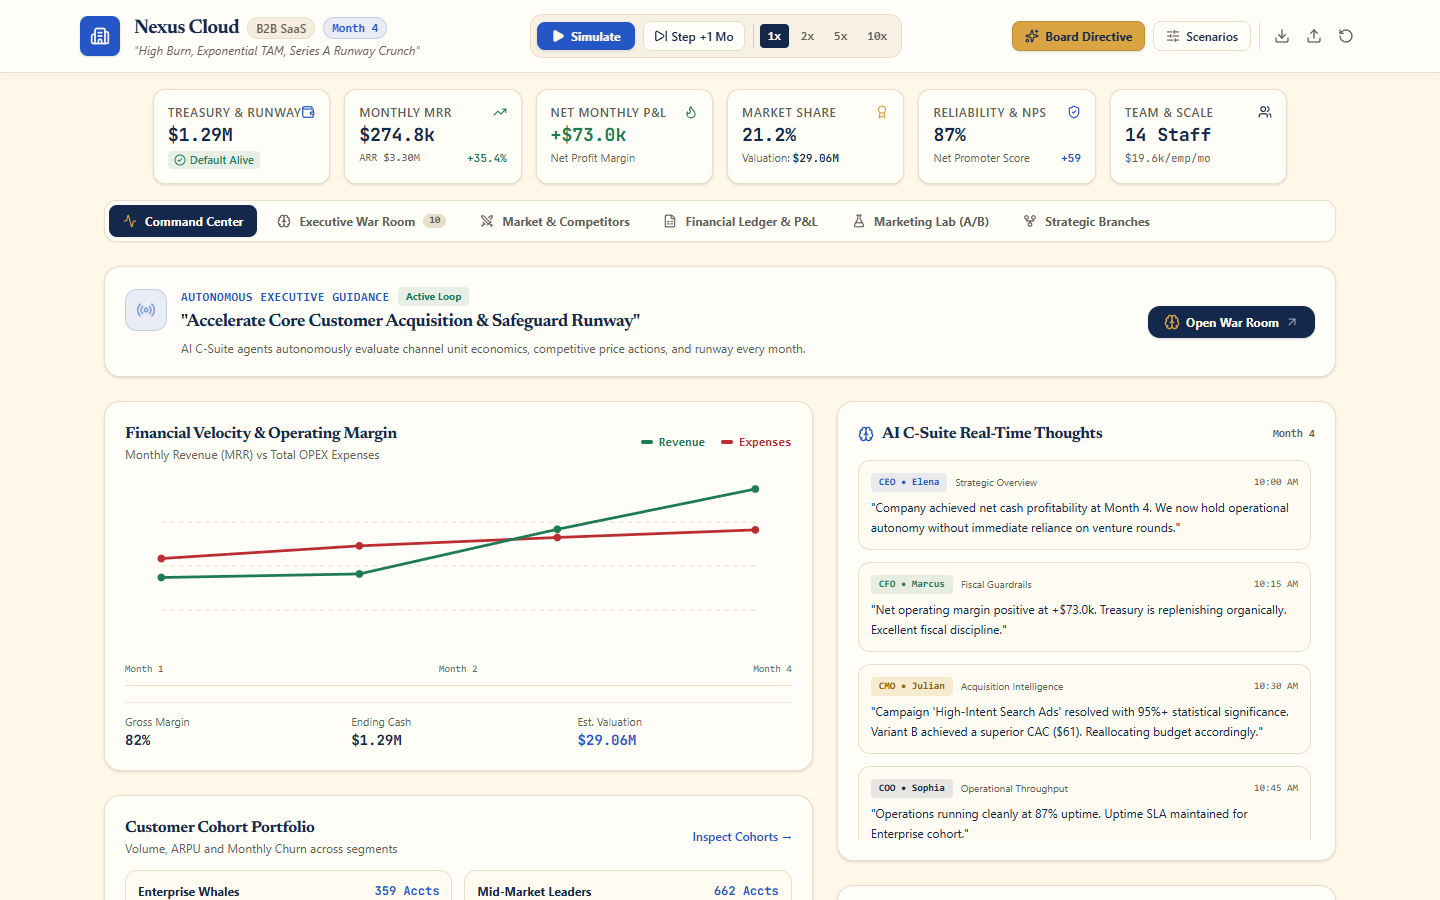 Nexus Cloud
B2B SaaS
Month 4
"High Burn, Exponential TAM, Series A Runway Crunch"
Simulate
Step +1 Mo
1x
2x
5x
10x
Board Directive
Scenarios
TREASURY & RUNWAY
$1.29M
Default Alive
MONTHLY MRR
$274.8k
ARR $3.30M
+35.4%
NET MONTHLY P&L
+$73.0k
Net Profit Margin
MARKET SHARE
21.2%
Valuation: $29.06M
RELIABILITY & NPS
87%
Net Promoter Score
+59
TEAM & SCALE
14 Staff
$19.6k/emp/mo
Command Center
Executive War Room
10
Market & Competitors
Financial Ledger & P&L
Marketing Lab (A/B)
Strategic Branches
AUTONOMOUS EXECUTIVE GUIDANCE
Active Loop
"Accelerate Core Customer Acquisition & Safeguard Runway"
AI C-Suite agents autonomously evaluate channel unit economics, competitive price actions, and runway every month.
Open War Room
Financial Velocity & Operating Margin
Monthly Revenue (MRR) vs Total OPEX Expenses
Revenue
Expenses
Month 1
Month 2
Month 4
Gross Margin
82%
Ending Cash
$1.29M
Est. Valuation
$29.06M
Customer Cohort Portfolio
Volume, ARPU and Monthly Churn across segments
Inspect Cohorts →
Enterprise Whales
359 Accts
Mid-Market Leaders
662 Accts
AI C-Suite Real-Time Thoughts
Month 4
CEO • Elena
Strategic Overview
10:00 AM
"Company achieved net cash profitability at Month 4. We now hold operational
autonomy without immediate reliance on venture rounds."
CFO • Marcus
Fiscal Guardrails
10:15 AM
"Net operating margin positive at +$73.0k. Treasury is replenishing organically.
Excellent fiscal discipline."
CMO • Julian
Acquisition Intelligence
10:30 AM
"Campaign 'High-Intent Search Ads' resolved with 95%+ statistical significance.
Variant B achieved a superior CAC ($61). Reallocating budget accordingly."
COO • Sophia
Operational Throughput
10:45 AM
"Operations running cleanly at 87% uptime. Uptime SLA maintained for
Enterprise cohort."